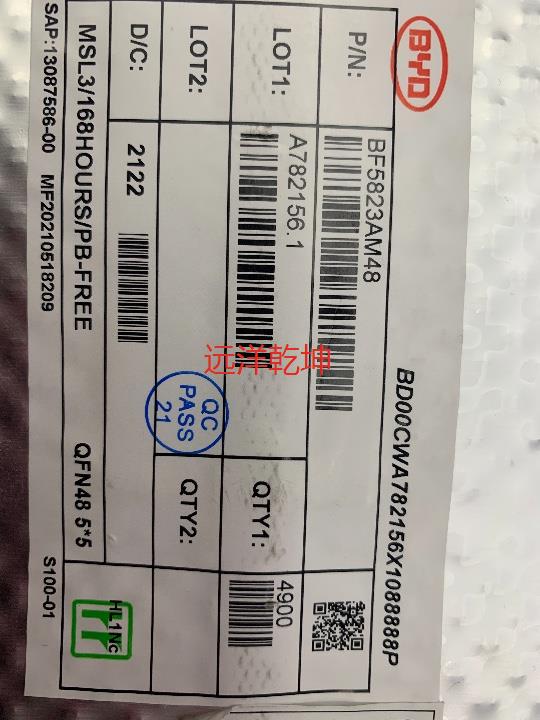 BYD
BD00CWA782156X1088888P
P/N:
BF5823AM48
LOT1:
A782156.1
QTY1:
4900
LOT2:
QTY2:
D/C:
2122
QC
PASS
21
MSL3/168HOURS/PB-FREE
QFN48 5*5
HL1Nc
SAP:13087586-00 MF20210518209
S100-01
远洋乾坤